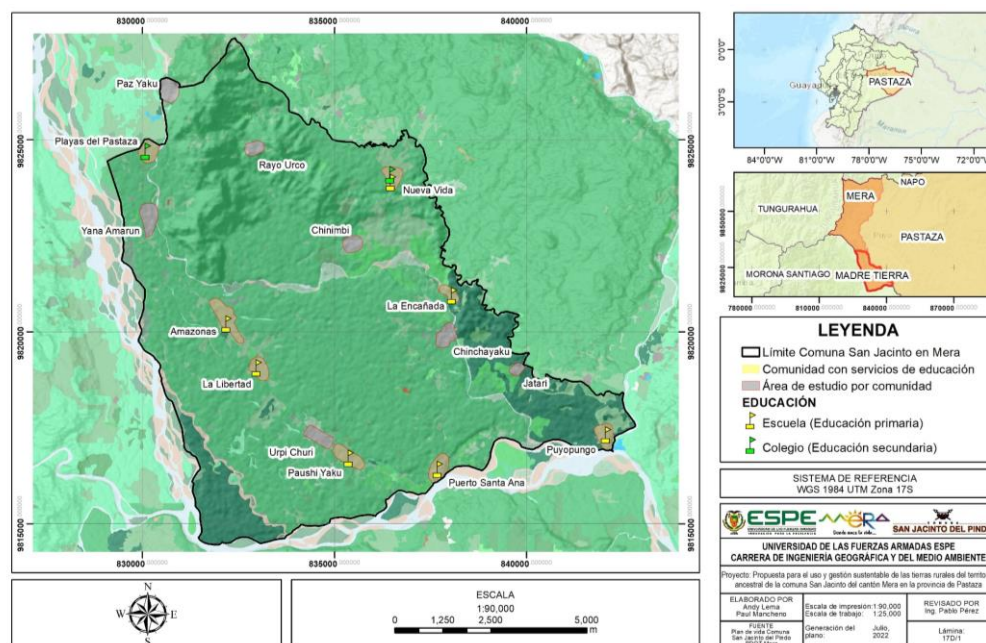 830000
835000
840000
Paz Yaku
Playas del Pastaza
Rayo Urco
Nueva Vida
Yana Amarun
Chinimbi
La Encañada
Amazonas
Chinchayaku
La Libertad
Jatari
Urpi Churi
Paushi Yaku
Puyopungo
Puerto Santa Ana
9825000
9820000
9815000
9825000
9820000
9815000
830000
835000
840000
N
W
E
S
ESCALA
1:90,000
0
2,500
5,000
m
0°0'0"
3°0'0"S
Guayaquil
PASTAZA
84°0'0"W
81°0'0"W
78°0'0"W
75°0'0"W
72°0'0"W
NAPO
MERA
TUNGURAHUA
PASTAZA
MORONA SANTIAGO
MADRE TIERRA
9850000
9825000
780000
810000
840000
870000
LEYENDA
Límite Comuna San Jacinto en Mera
Comunidad con servicios de educación
Área de estudio por comunidad
EDUCACIÓN
Escuela (Educación primaria)
Colegio (Educación secundaria)
SISTEMA DE REFERENCIA
WGS 1984 UTM Zona 17S
ESPE
MERA
SAN JACINTO DEL PINDO
UNIVERSIDAD DE LAS FUERZAS ARMADAS ESPE
CARRERA DE INGENIERÍA GEOGRÁFICA Y DEL MEDIO AMBIENTE
Proyecto: Propuesta para el uso y gestión sustentable de las tierras rurales del territo
ancestral de la comuna San Jacinto del cantón Mera en la provincia de Pastaza
ELABORADO POR
Andy Lema
Paul Mancheno
Escala de impresión:1:90,000
Escala de trabajo: 1:25,000
REVISADO POR
Ing. Pablo Pérez
FUENTE
Plan de vida Comuna
San Jacinto del Pindo
Generación del plano:
Julio, 2022
Lámina:
17D/1